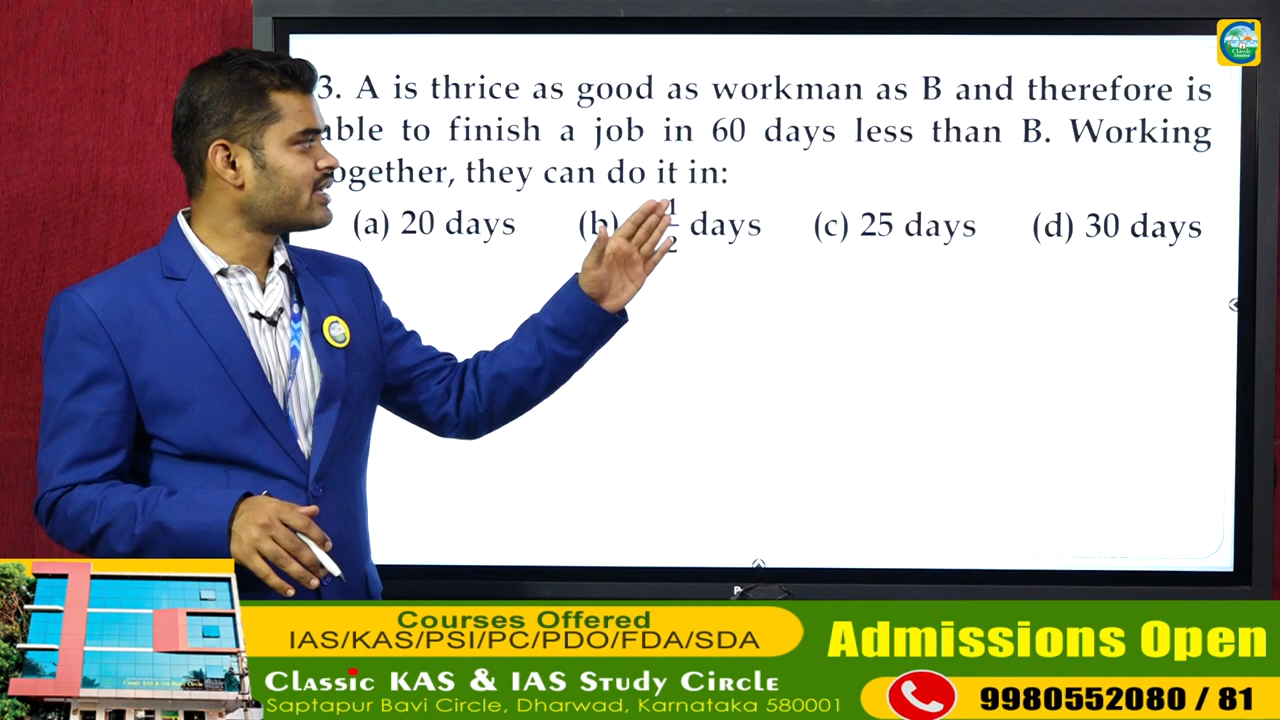 3. A is thrice as good as workman as B and therefore is
able to finish a job in 60 days less than B. Working
together, they can do it in:
(a) 20 days (b) 1/2 days (c) 25 days (d) 30 days
Courses Offered
IAS/KAS/PSI/PC/PDO/FDA/SDA
Classic KAS & IAS Study Circle
Saptapur Bavi Circle, Dharwad, Karnataka 580001
Admissions Open
9980552080 / 81